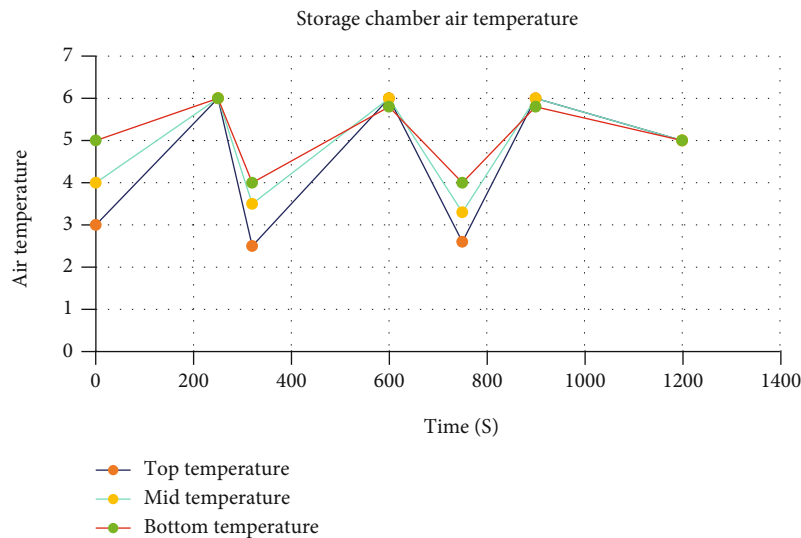 Storage chamber air temperature
7
6
5
4
3
2
1
0
Air temperature
0 200 400 600 800 1000 1200 1400
Time (S)
Top temperature
Mid temperature
Bottom temperature